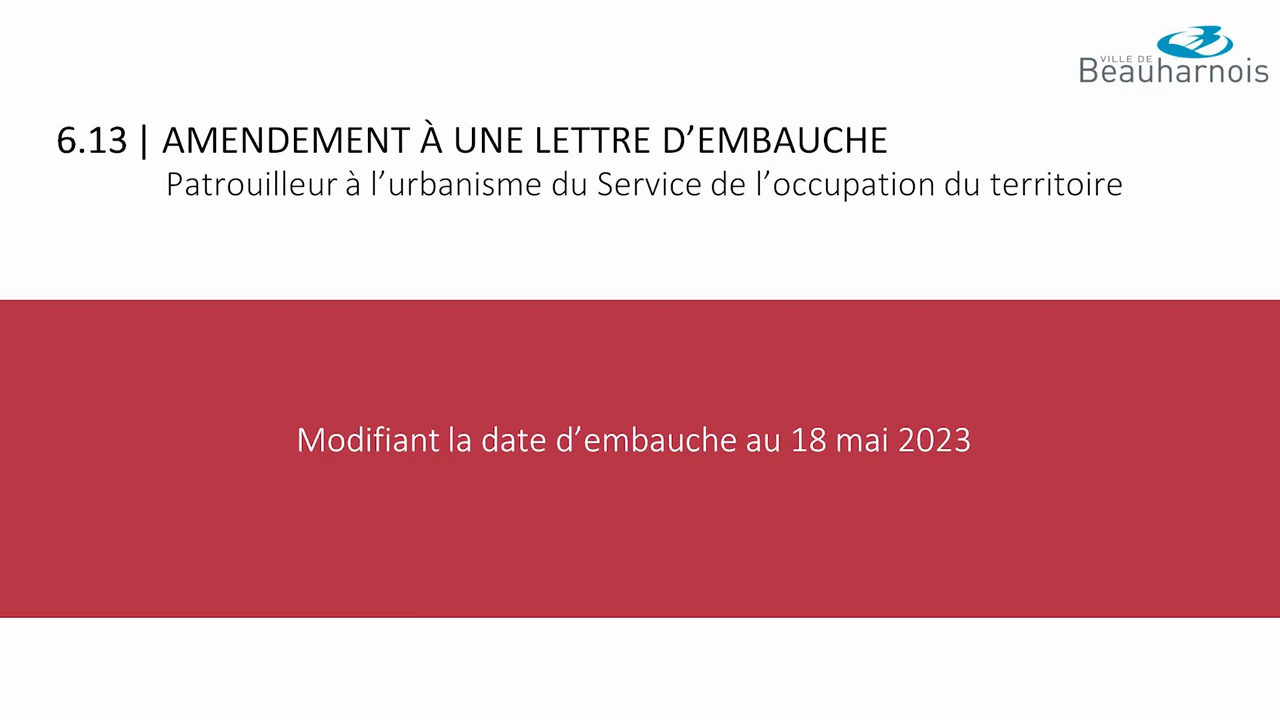 VILLE DE
Beauharnois
6.13 | AMENDEMENT À UNE LETTRE D’EMBAUCHE
Patrouilleur à l’urbanisme du Service de l’occupation du territoire
Modifiant la date d’embauche au 18 mai 2023